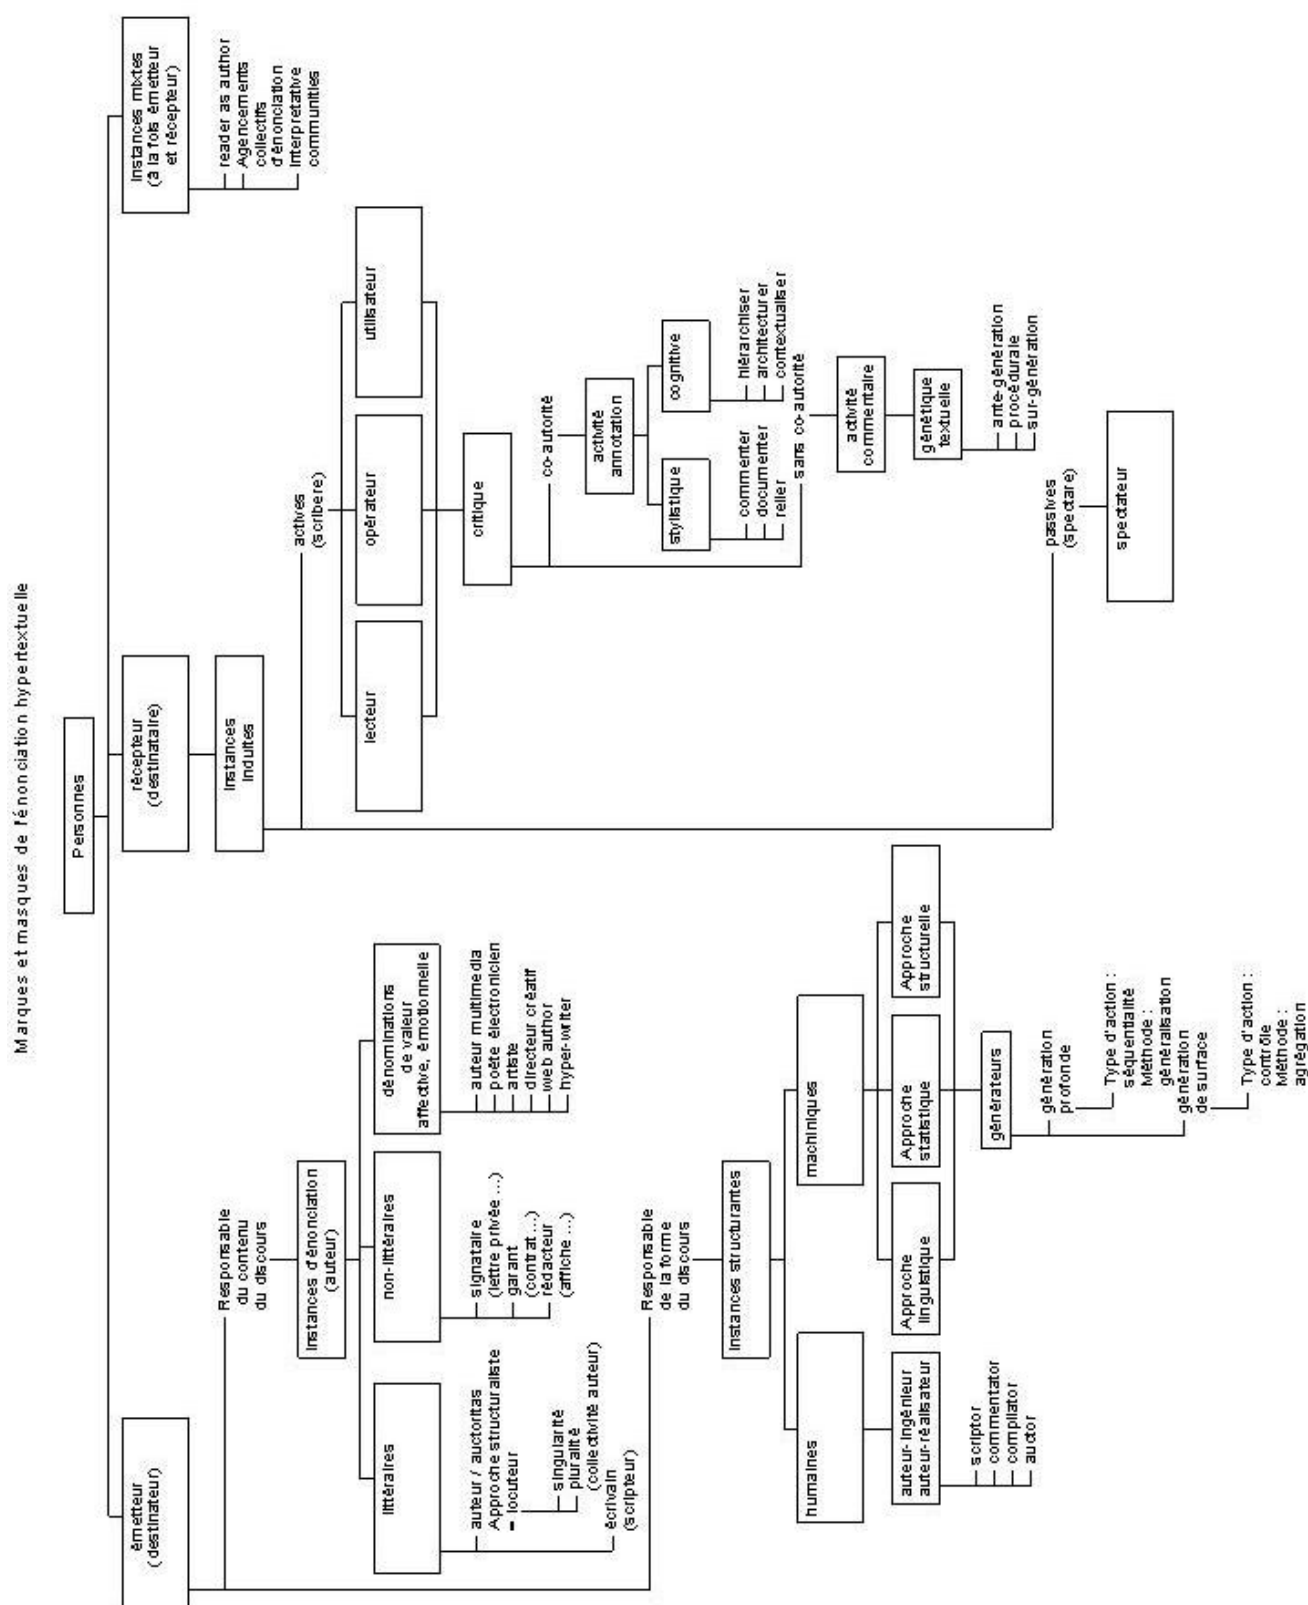 Marques et masques de l'énonciation hypertextuelle
Personnes
émetteur
(destinateur)
Responsable
du contenu
du discours
Instances d'énonciation
(auteur)
littéraires
auteur / auctoritas
Approche structuraliste
= locuteur
singularité
pluralité
(collectivité auteur)
écrivain
(scripteur)
non-littéraires
signataire
(lettre privée ...)
garant
(contrat ...)
rédacteur
(affiche ...)
dénominations
de valeur
affective, émotionnelle
auteur multimedia
poète électronicien
artiste
directeur créatif
web author
hyper-writer
Responsable
de la forme
du discours
Instances structurantes
humaines
auteur-ingénieur
auteur-réalisateur
scriptor
commentator
compilator
auctor
machiniques
Approche
linguistique
Approche
statistique
Approche
structurelle
générateurs
génération
profonde
Type d'action :
séquentialité
Méthode :
généralisation
génération
de surface
Type d'action :
contrôle
Méthode :
agrégation
récepteur
(destinataire)
Instances
induites
actives
(scribere)
lecteur
opérateur
utilisateur
critique
co-autorité
activité
annotation
stylistique
commenter
documenter
relier
cognitive
hiérarchiser
architecturer
contextualiser
sans co-autorité
activité
commentaire
génétique
textuelle
ante-génération
procédurale
sur-génération
passives
(spectare)
spectateur
Instances mixtes
(à la fois émetteur
et récepteur)
reader as author
Agencements
collectifs
d'énonciation
Interpretative
communities